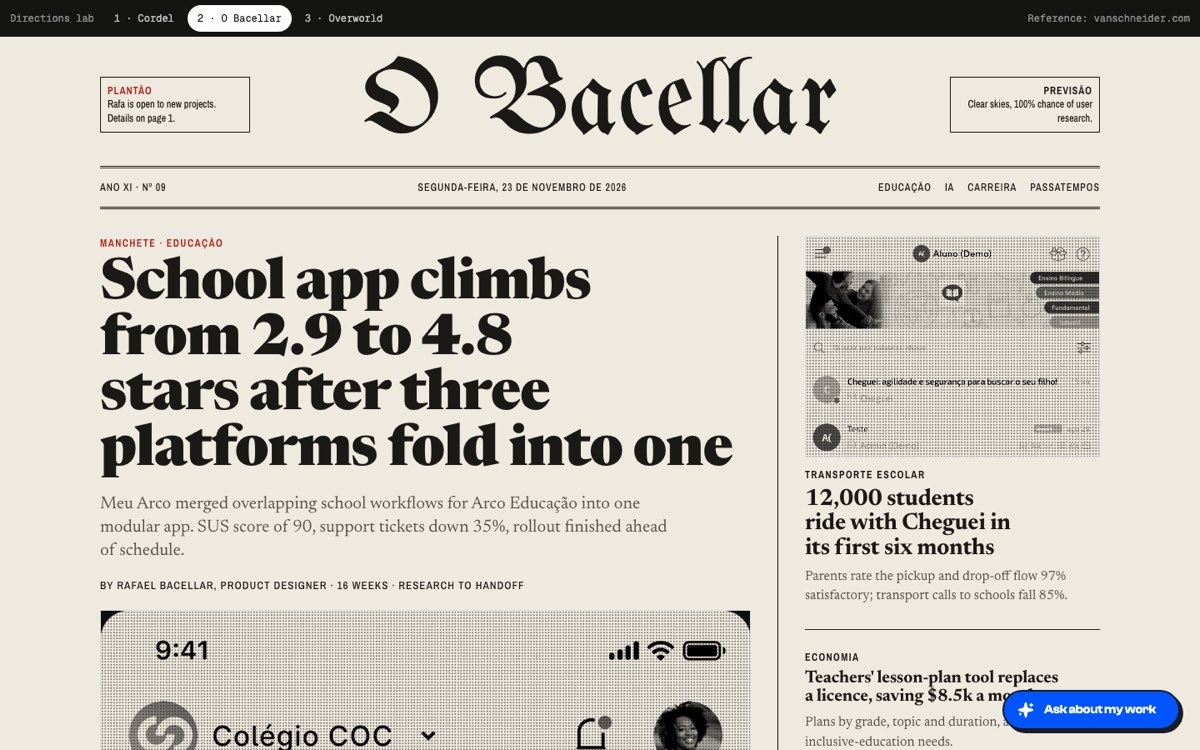 Directions lab
1 · Cordel
2 · O Bacellar
3 · Overworld
Reference: vanschneider.com
PLANTÃO
Rafa is open to new projects.
Details on page 1.
O Bacellar
PREVISÃO
Clear skies, 100% chance of user
research.
ANO XI · Nº 09
SEGUNDA-FEIRA, 23 DE NOVEMBRO DE 2026
EDUCAÇÃO IA CARREIRA PASSATEMPOS
MANCHETE · EDUCAÇÃO
School app climbs
from 2.9 to 4.8
stars after three
platforms fold into one
Meu Arco merged overlapping school workflows for Arco Educação into one
modular app. SUS score of 90, support tickets down 35%, rollout finished ahead
of schedule.
BY RAFAEL BACELLAR, PRODUCT DESIGNER · 16 WEEKS · RESEARCH TO HANDOFF
9:41
Colégio COC
A( Aluno (Demo)
Ensino Bilíngue
Ensino Médio
Fundamental
Cheguei: agilidade e segurança para buscar o seu filho!
Cheguei
Teste
A( Admin (Demo)
TRANSPORTE ESCOLAR
12,000 students
ride with Cheguei in
its first six months
Parents rate the pickup and drop-off flow 97%
satisfactory; transport calls to schools fall 85%.
ECONOMIA
Teachers' lesson-plan tool replaces
a licence, saving $8.5k a
Plans by grade, topic and duration,
inclusive-education needs.
Ask about my work